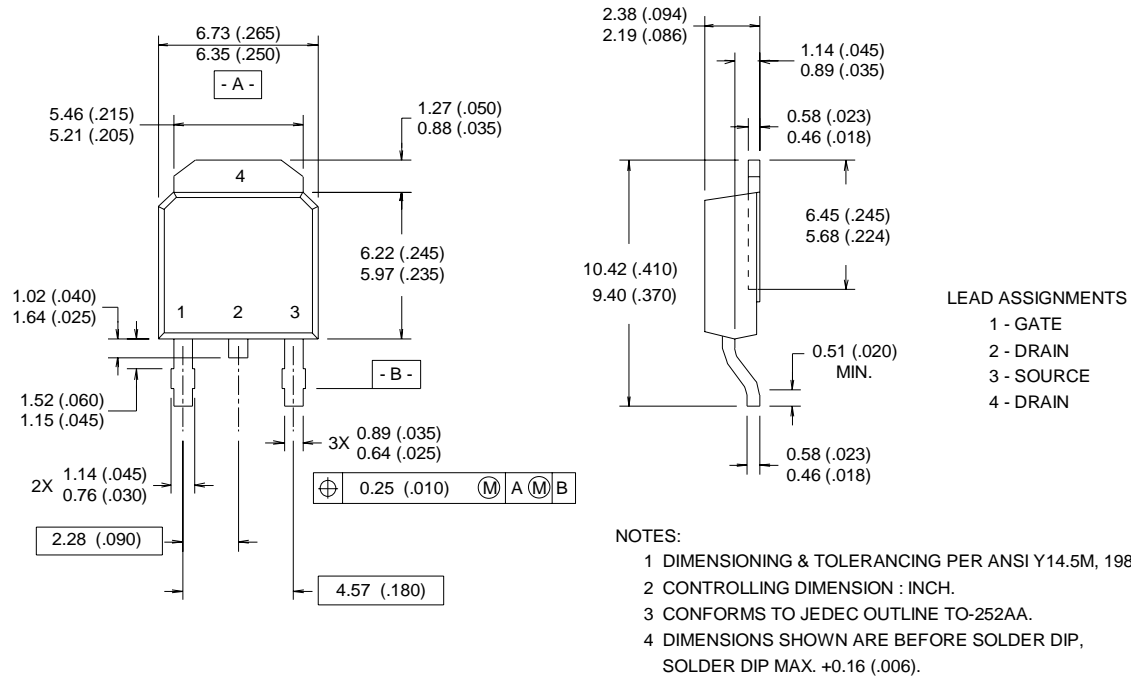 6.73 (.265)
6.35 (.250)
- A -
5.46 (.215)
5.21 (.205)
1.27 (.050)
0.88 (.035)
4
6.22 (.245)
5.97 (.235)
1.02 (.040)
1.64 (.025)
1 2 3
- B -
1.52 (.060)
1.15 (.045)
3X 0.89 (.035)
0.64 (.025)
2X 1.14 (.045)
0.76 (.030)
⌖ 0.25 (.010) Ⓜ A Ⓜ B
2.28 (.090)
4.57 (.180)
2.38 (.094)
2.19 (.086)
1.14 (.045)
0.89 (.035)
0.58 (.023)
0.46 (.018)
6.45 (.245)
5.68 (.224)
10.42 (.410)
9.40 (.370)
0.51 (.020)
MIN.
0.58 (.023)
0.46 (.018)
LEAD ASSIGNMENTS
1 - GATE
2 - DRAIN
3 - SOURCE
4 - DRAIN
NOTES:
1 DIMENSIONING & TOLERANCING PER ANSI Y14.5M, 198
2 CONTROLLING DIMENSION : INCH.
3 CONFORMS TO JEDEC OUTLINE TO-252AA.
4 DIMENSIONS SHOWN ARE BEFORE SOLDER DIP,
SOLDER DIP MAX. +0.16 (.006).